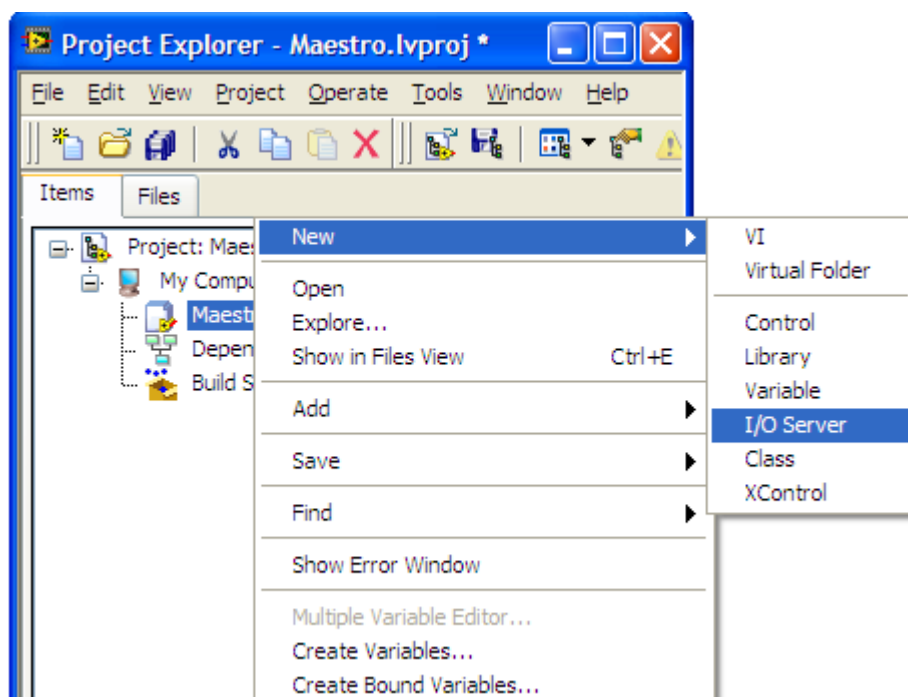 Project Explorer - Maestro.lvproj *
File Edit View Project Operate Tools Window Help
Items Files
Project: Maes
My Compu
Maestr
Depen
Build S
New
Open
Explore...
Show in Files View Ctrl+E
Add
Save
Find
Show Error Window
Multiple Variable Editor...
Create Variables...
Create Bound Variables...
VI
Virtual Folder
Control
Library
Variable
I/O Server
Class
XControl